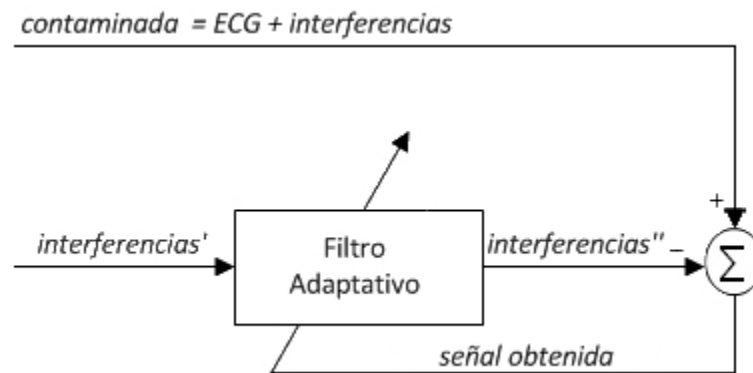 contaminada = ECG + interferencias
+
interferencias'
Filtro
Adaptativo
interferencias'' –
Σ
señal obtenida